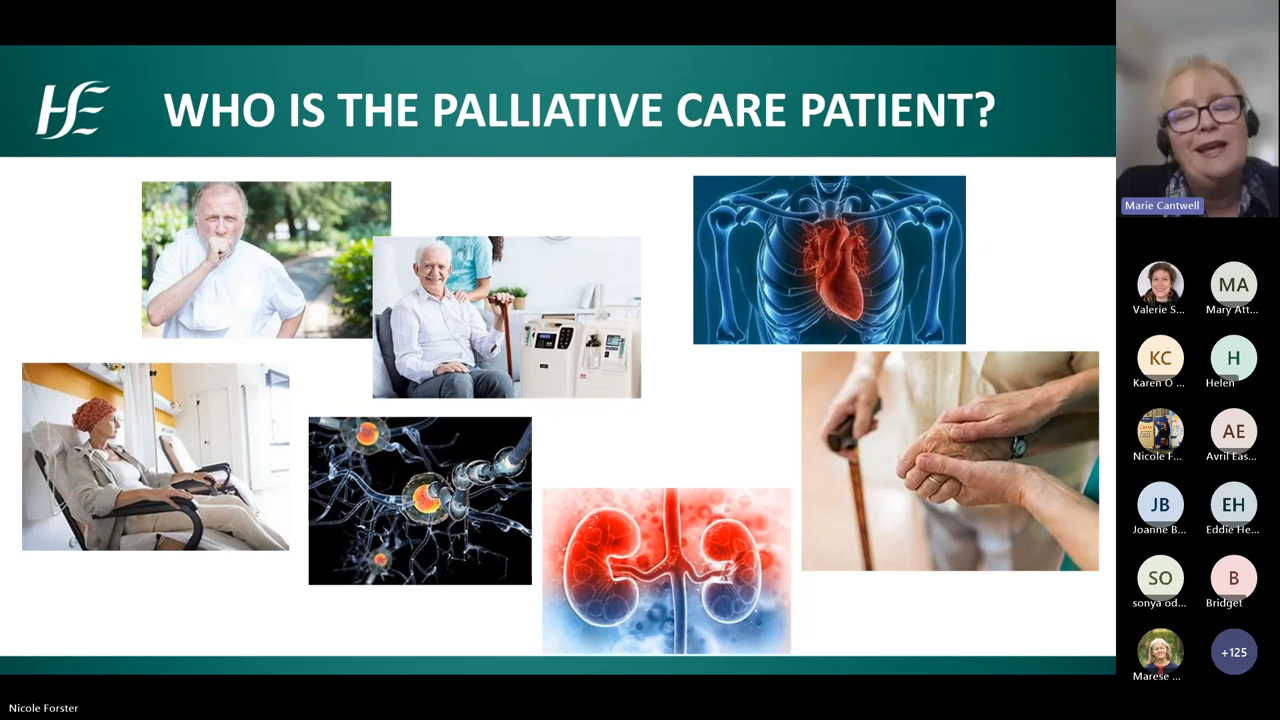 HSE
WHO IS THE PALLIATIVE CARE PATIENT?
Marie Cantwell
Valerie S...
MA
Mary Att...
KC
Karen O ...
H
Helen
Nicole F...
AE
Avril Eas...
JB
Joanne B...
EH
Eddie He...
SO
sonya od...
B
Bridget
Marese ...
+125
Nicole Forster